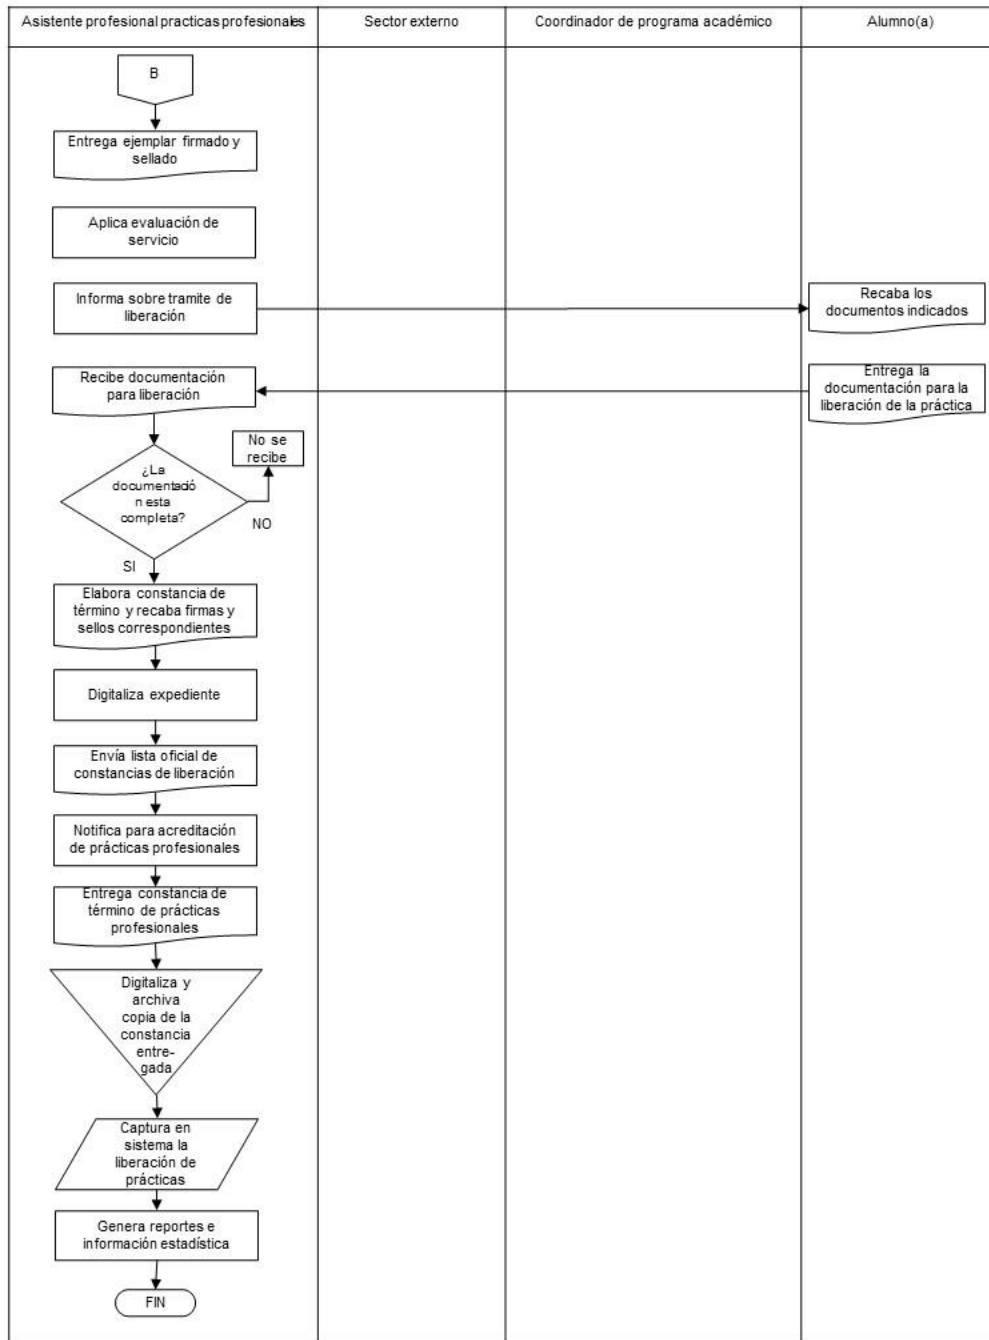 Asistente profesional practicas profesionales
Sector externo
Coordinador de programa académico
Alumno(a)
B
Entrega ejemplar firmado y
sellado
Aplica evaluación de
servicio
Informa sobre tramite de
liberación
Recaba los
documentos indicados
Recibe documentación
para liberación
Entrega la
documentación para la
liberación de la práctica
No se
recibe
¿La
documentació
n esta
completa?
NO
SI
Elabora constancia de
término y recaba firmas y
sellos correspondientes
Digitaliza expediente
Envía lista oficial de
constancias de liberación
Notifica para acreditación
de prácticas profesionales
Entrega constancia de
término de prácticas
profesionales
Digitaliza y
archiva
copia de la
constancia
entre-
gada
Captura en
sistema la
liberación de
prácticas
Genera reportes e
información estadística
FIN